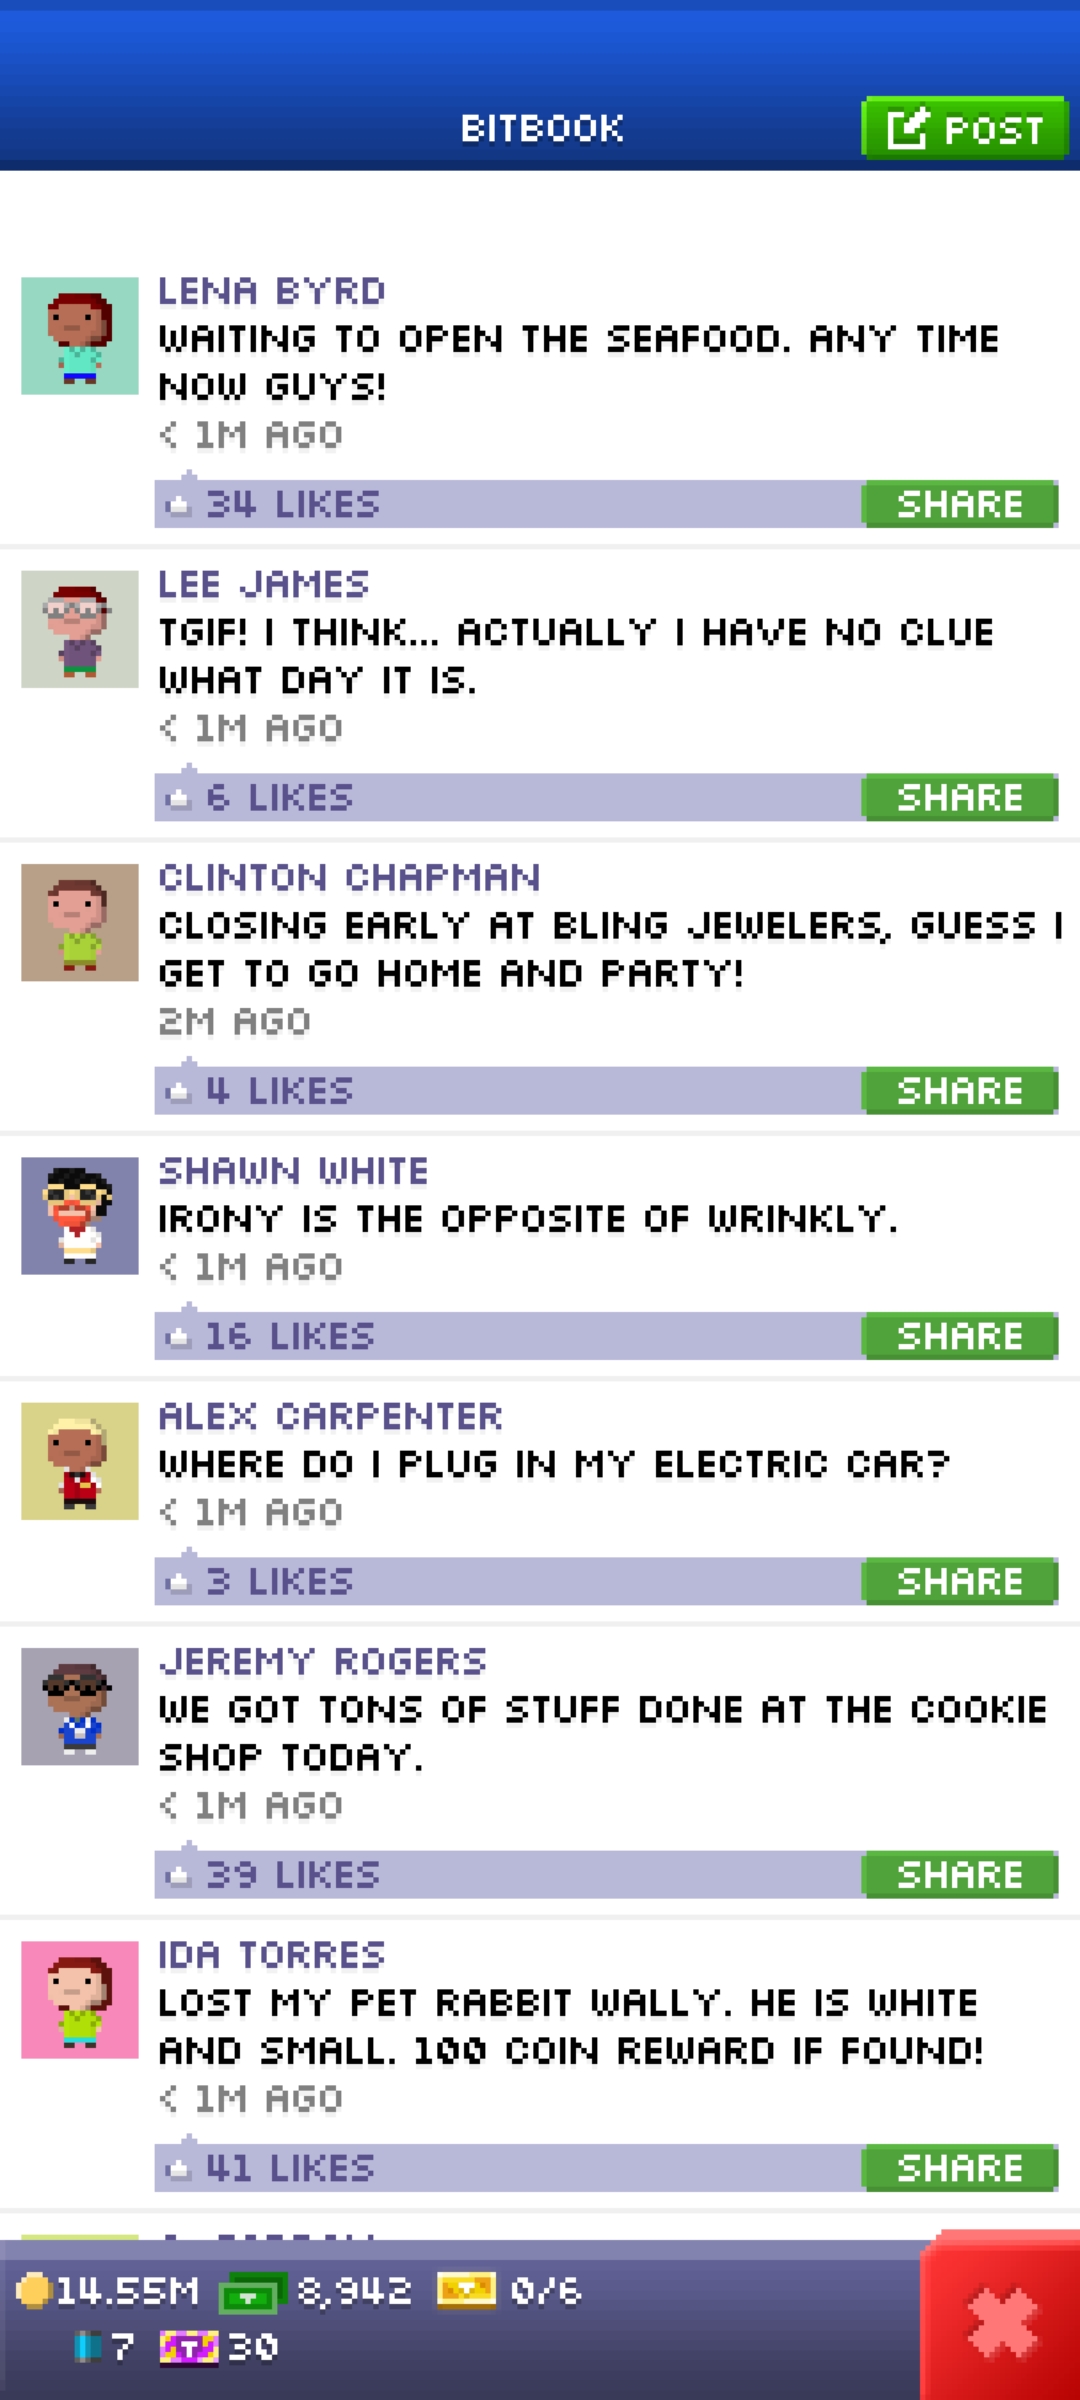 BITBOOK
POST
LENA BYRD
WAITING TO OPEN THE SEAFOOD. ANY TIME
NOW GUYS!
< 1M AGO
34 LIKES
SHARE
LEE JAMES
TGIF! I THINK... ACTUALLY I HAVE NO CLUE
WHAT DAY IT IS.
< 1M AGO
6 LIKES
SHARE
CLINTON CHAPMAN
CLOSING EARLY AT BLING JEWELERS, GUESS I
GET TO GO HOME AND PARTY!
2M AGO
4 LIKES
SHARE
SHAWN WHITE
IRONY IS THE OPPOSITE OF WRINKLY.
< 1M AGO
16 LIKES
SHARE
ALEX CARPENTER
WHERE DO I PLUG IN MY ELECTRIC CAR?
< 1M AGO
3 LIKES
SHARE
JEREMY ROGERS
WE GOT TONS OF STUFF DONE AT THE COOKIE
SHOP TODAY.
< 1M AGO
39 LIKES
SHARE
IDA TORRES
LOST MY PET RABBIT WALLY. HE IS WHITE
AND SMALL. 100 COIN REWARD IF FOUND!
< 1M AGO
41 LIKES
SHARE
14.55M 8,942 0/6
7 T 30